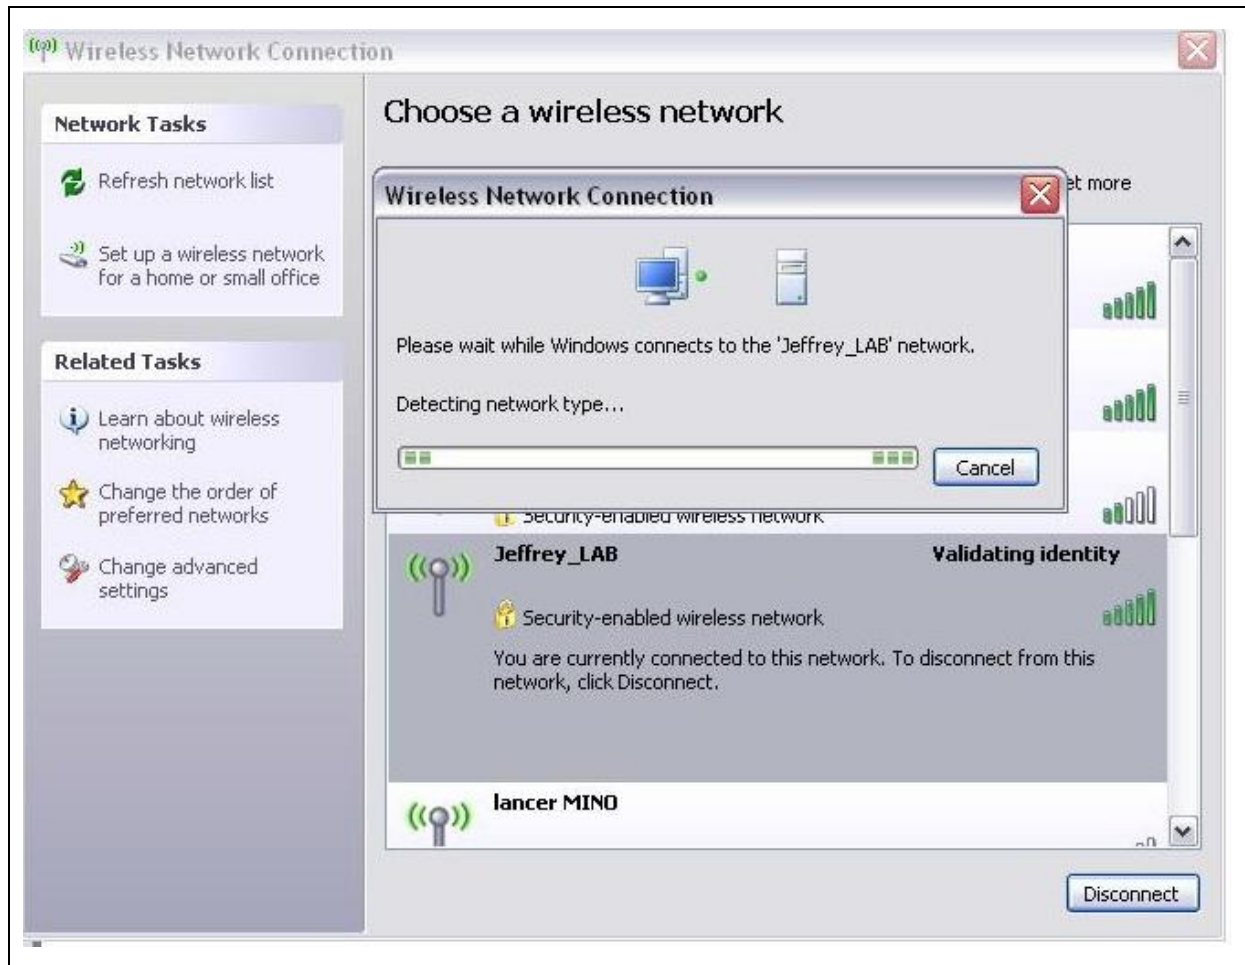 Wireless Network Connection
Network Tasks
Refresh network list
Set up a wireless network
for a home or small office
Related Tasks
Learn about wireless
networking
Change the order of
preferred networks
Change advanced
settings
Choose a wireless network
more
Wireless Network Connection
Please wait while Windows connects to the 'Jeffrey_LAB' network.
Detecting network type...
Cancel
Security-enabled wireless network
Jeffrey_LAB Validating identity
Security-enabled wireless network
You are currently connected to this network. To disconnect from this
network, click Disconnect.
lancer MINO
Disconnect